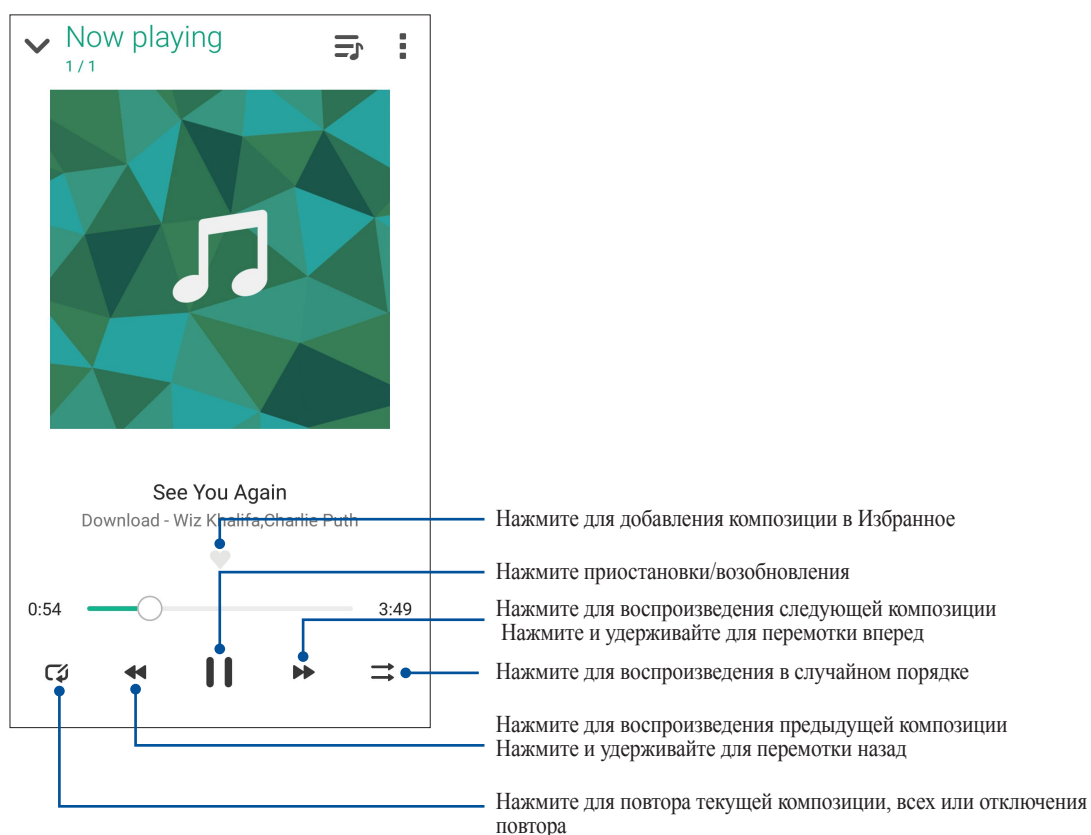 Now playing
1 / 1
See You Again
Download - Wiz Khalifa,Charlie Puth
Нажмите для добавления композиции в Избранное
Нажмите приостановки/возобновления
0:54
3:49
Нажмите для воспроизведения следующей композиции
Нажмите и удерживайте для перемотки вперед
Нажмите для воспроизведения в случайном порядке
Нажмите для воспроизведения предыдущей композиции
Нажмите и удерживайте для перемотки назад
Нажмите для повтора текущей композиции, всех или отключения
повтора